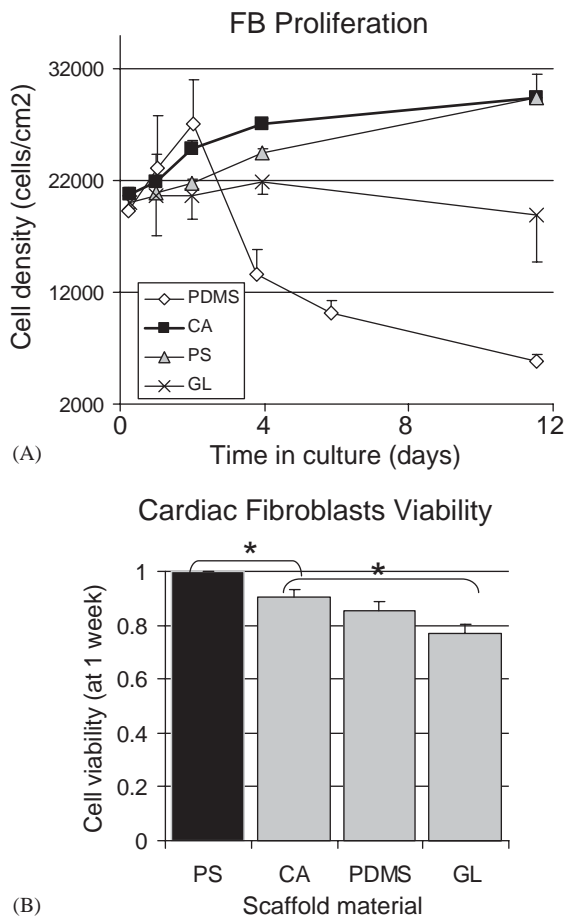 FB Proliferation
Cell density (cells/cm2)
32000
22000
12000
2000
PDMS
CA
PS
GL
0 4 8 12
Time in culture (days)
(A)
Cardiac Fibroblasts Viability
Cell viability (at 1 week)
* *
1
0.8
0.6
0.4
0.2
0
PS CA PDMS GL
Scaffold material
(B)